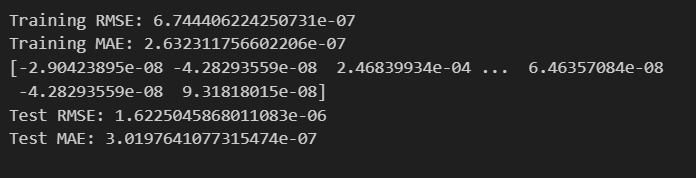 Training RMSE: 6.744406224250731e-07
Training MAE: 2.632311756602206e-07
[-2.90423895e-08 -4.28293559e-08  2.46839934e-04 ...  6.46357084e-08
 -4.28293559e-08  9.31818015e-08]
Test RMSE: 1.6225045868011083e-06
Test MAE: 3.0197641077315474e-07